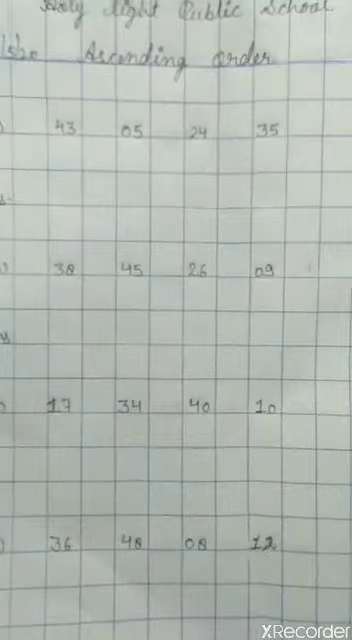 Holy light Public School
Ascending order
43 05 24 35
38 45 26 09
17 34 40 10
36 48 08 12
XRecorder